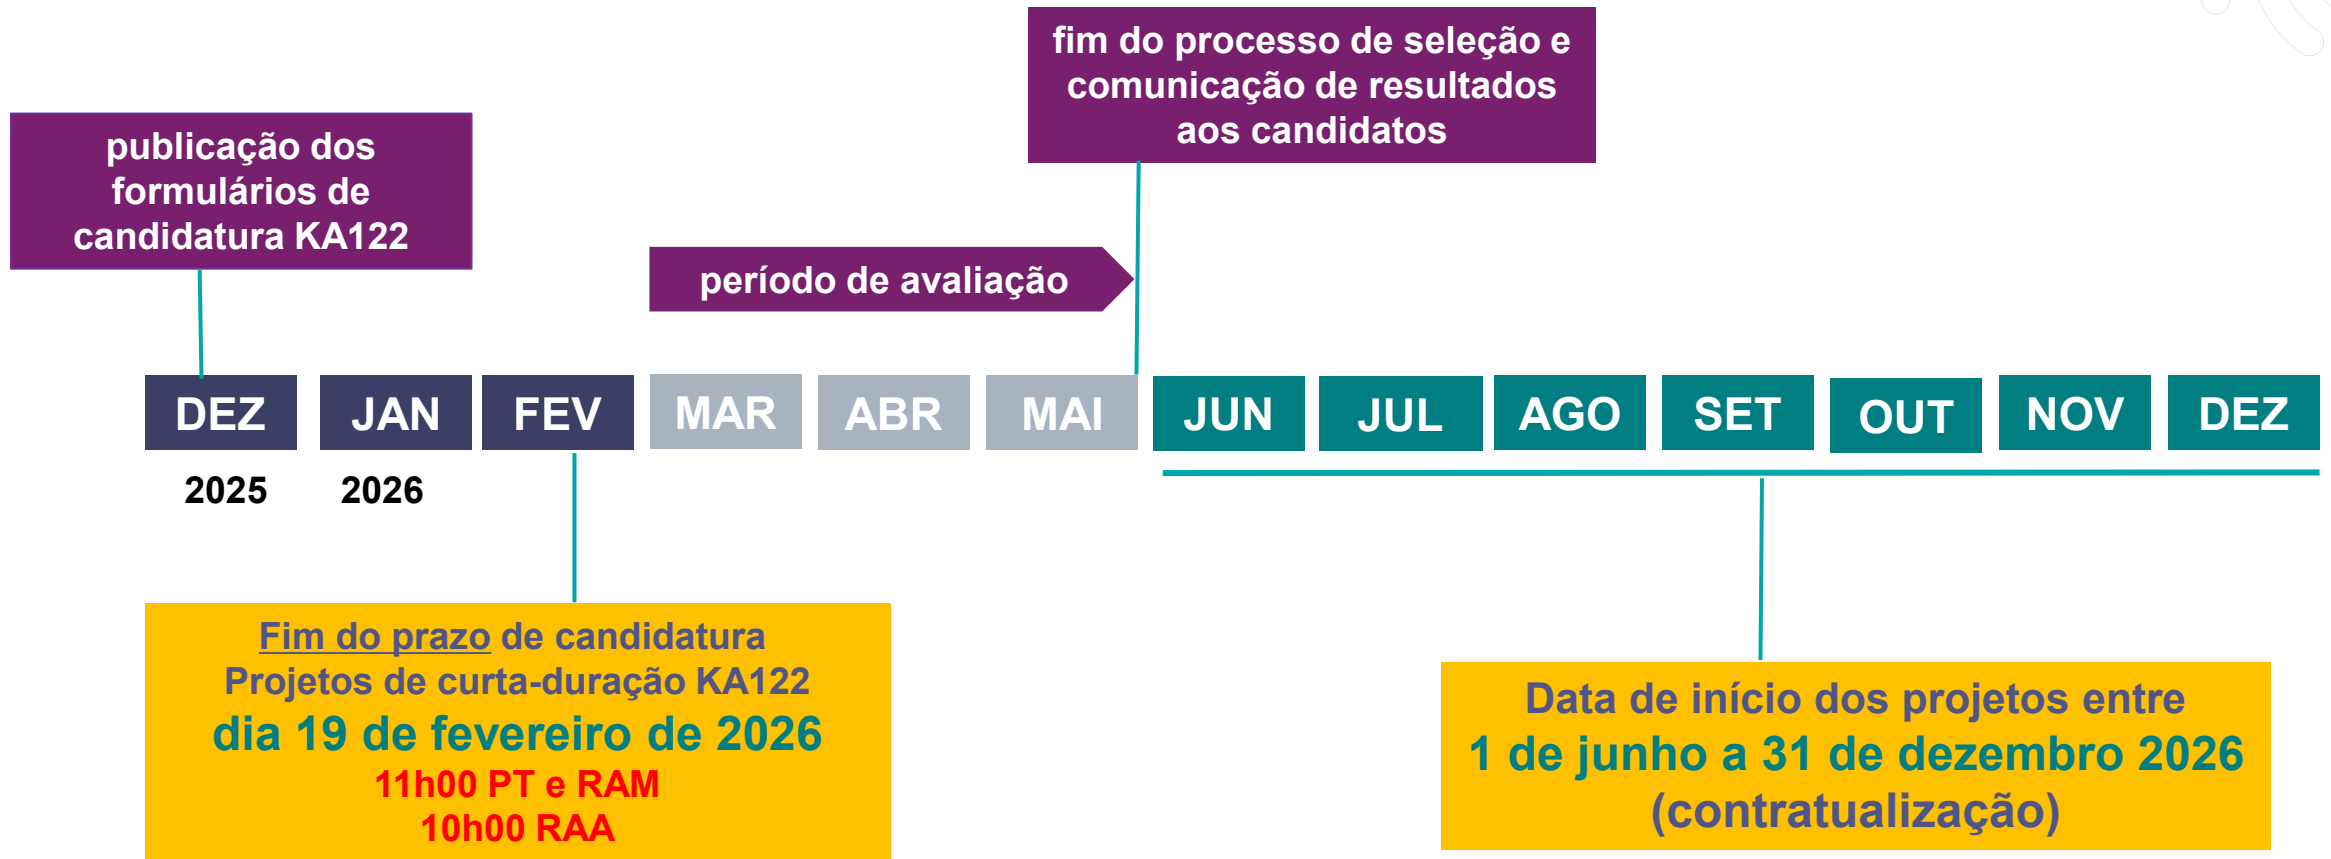 fim do processo de seleção e
comunicação de resultados
aos candidatos
publicação dos
formulários de
candidatura KA122
período de avaliação
DEZ JAN FEV MAR ABR MAI JUN JUL AGO SET OUT NOV DEZ
2025 2026
Fim do prazo de candidatura
Projetos de curta-duração KA122
dia 19 de fevereiro de 2026
11h00 PT e RAM
10h00 RAA
Data de início dos projetos entre
1 de junho a 31 de dezembro 2026
(contratualização)